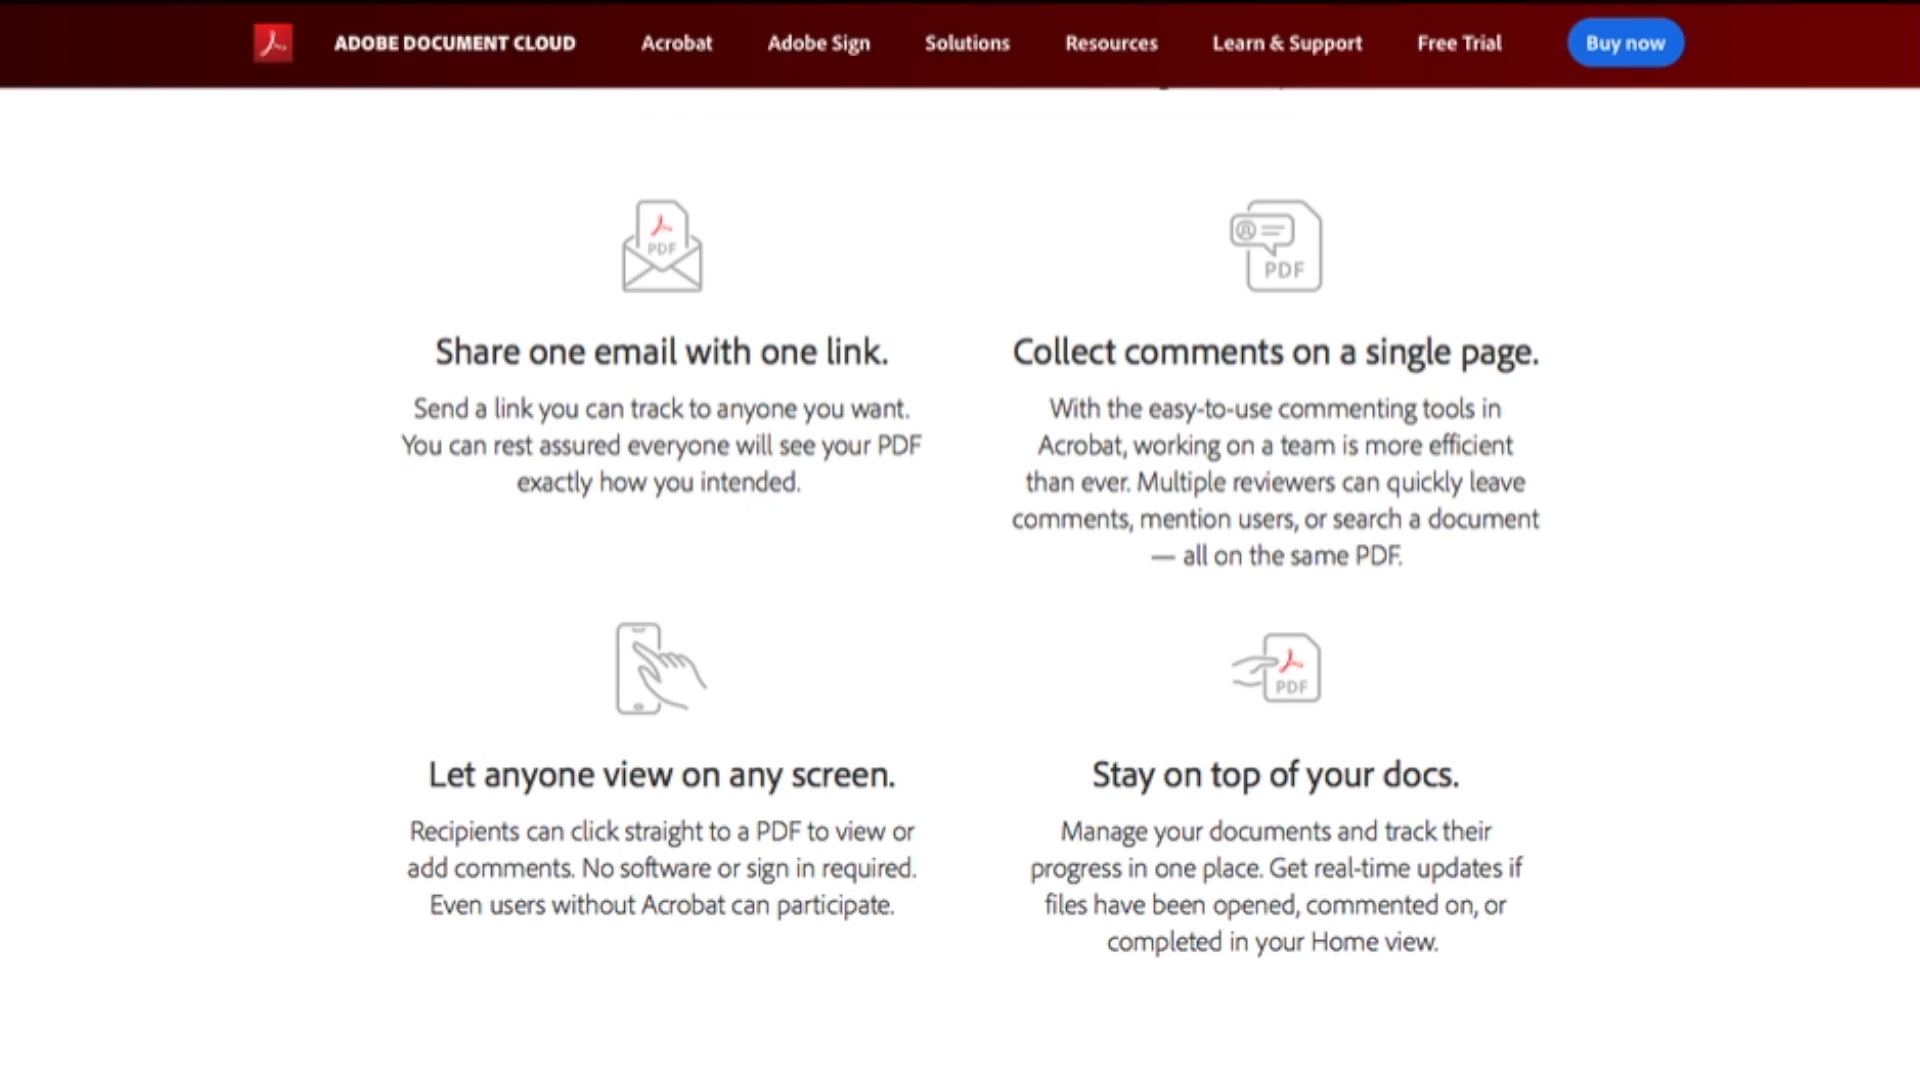 ADOBE DOCUMENT CLOUD Acrobat Adobe Sign Solutions Resources Learn & Support Free Trial Buy now
PDF
PDF
Share one email with one link.
Send a link you can track to anyone you want.
You can rest assured everyone will see your PDF
exactly how you intended.
Collect comments on a single page.
With the easy-to-use commenting tools in
Acrobat, working on a team is more efficient
than ever. Multiple reviewers can quickly leave
comments, mention users, or search a document
— all on the same PDF.
PDF
Let anyone view on any screen.
Recipients can click straight to a PDF to view or
add comments. No software or sign in required.
Even users without Acrobat can participate.
Stay on top of your docs.
Manage your documents and track their
progress in one place. Get real-time updates if
files have been opened, commented on, or
completed in your Home view.